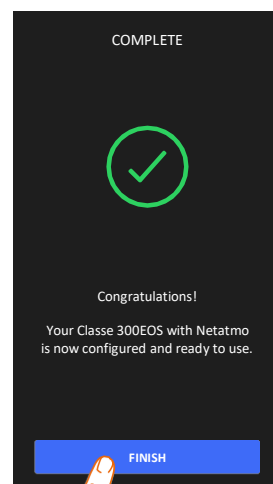 COMPLETE
Congratulations!
Your Classe 300EOS with Netatmo
is now configured and ready to use.
FINISH